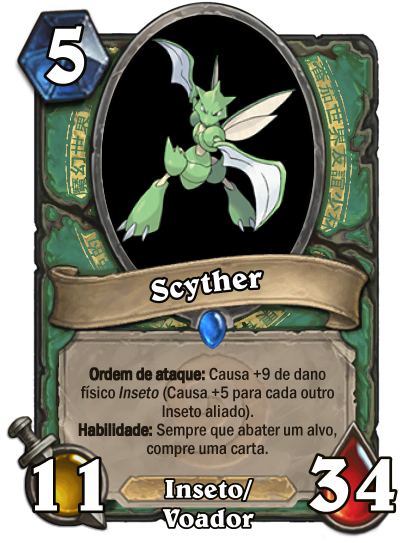 5
Scyther
Ordem de ataque: Causa +9 de dano
físico Inseto (Causa +5 para cada outro
Inseto aliado).
Habilidade: Sempre que abater um alvo,
compre uma carta.
11
Inseto/
Voador
34